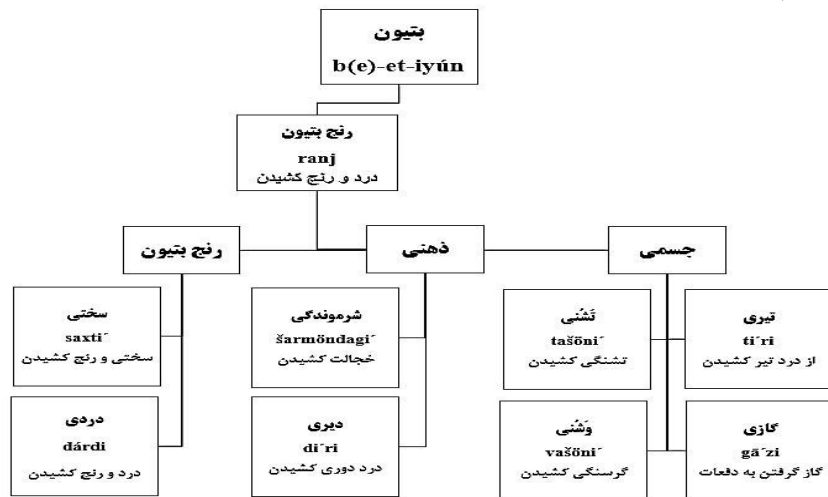 بتیون
b(e)-et-iyún
رنج بتیون
ranj
درد و رنج کشیدن
جسمی
ذهنی
رنج بتیون
تیری
ti´ri
از درد تیر کشیدن
تَشُنی
tašöni´
تشنگی کشیدن
شرموندگی
šarmöndagi´
خجالت کشیدن
سختی
saxti´
سختی و رنج کشیدن
گازی
gā´zi
گاز گرفتن به دفعات
وَشُنی
vašöni´
گرسنگی کشیدن
دیری
di´ri
درد دوری کشیدن
دردی
dárdi
درد و رنج کشیدن